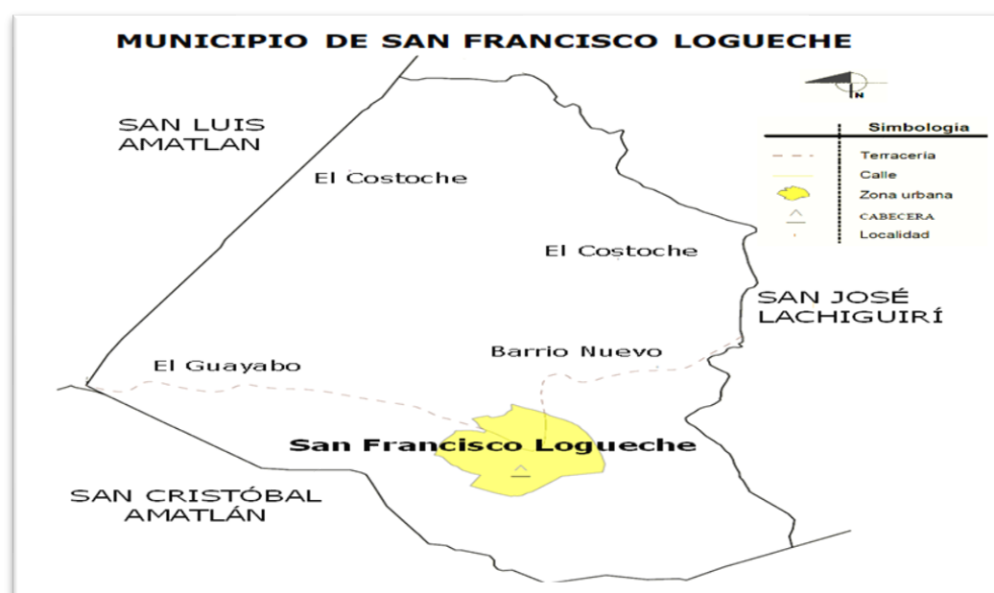 MUNICIPIO DE SAN FRANCISCO LOGUECHE
SAN LUIS
AMATLAN
El Costoche
El Costoche
N
Simbología
Terraceria
Calle
Zona urbana
CABECERA
Localidad
SAN JOSÉ
LACHIGUIRÍ
Barrio Nuevo
El Guayabo
San Francisco Logueche
SAN CRISTÓBAL
AMATLÁN